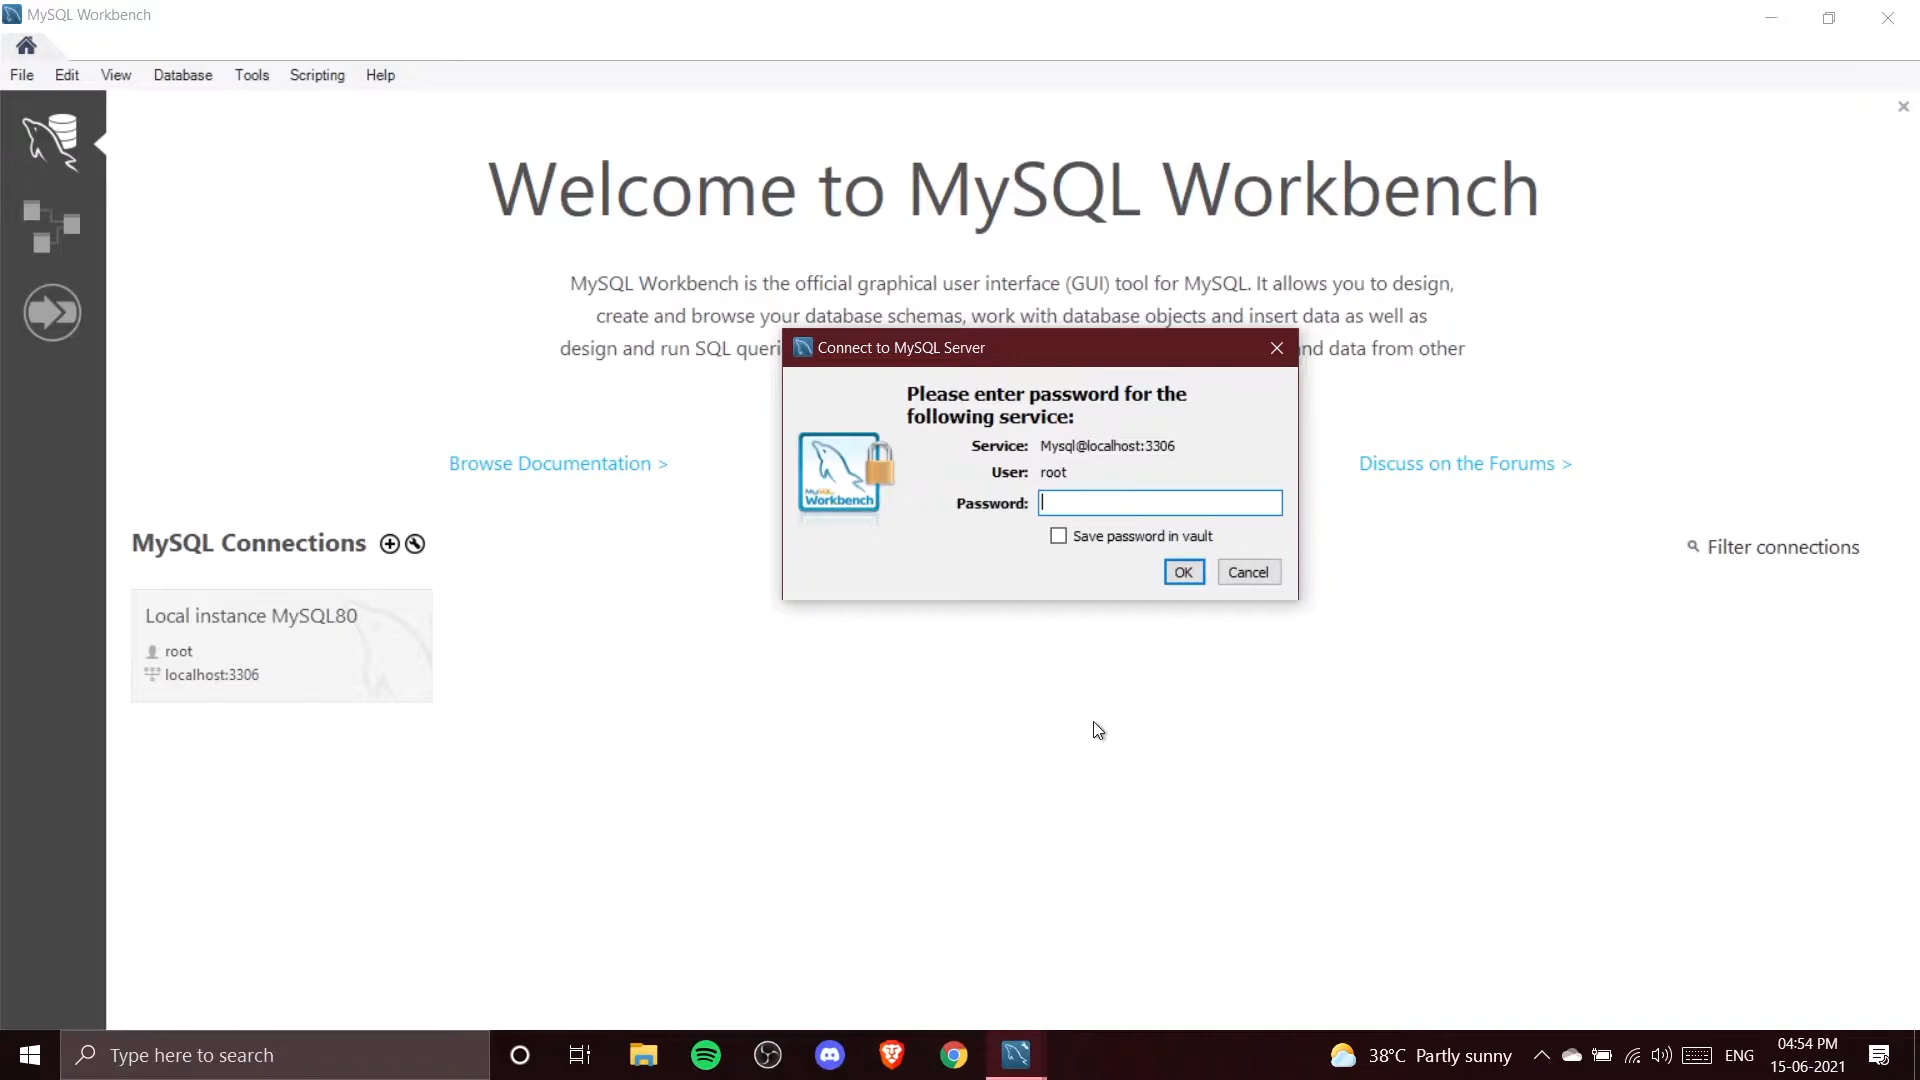 MySQL Workbench
File Edit View Database Tools Scripting Help
Welcome to MySQL Workbench
MySQL Workbench is the official graphical user interface (GUI) tool for MySQL. It allows you to design,
create and browse your database schemas, work with database objects and insert data as well as
design and run SQL queri nd data from other
Connect to MySQL Server
Please enter password for the
following service:
Service: Mysql@localhost:3306
User: root
Password:
Save password in vault
OK Cancel
MySQL
Workbench
Browse Documentation >
Discuss on the Forums >
MySQL Connections
Filter connections
Local instance MySQL80
root
localhost:3306
Type here to search
38°C Partly sunny
ENG
04:54 PM
15-06-2021